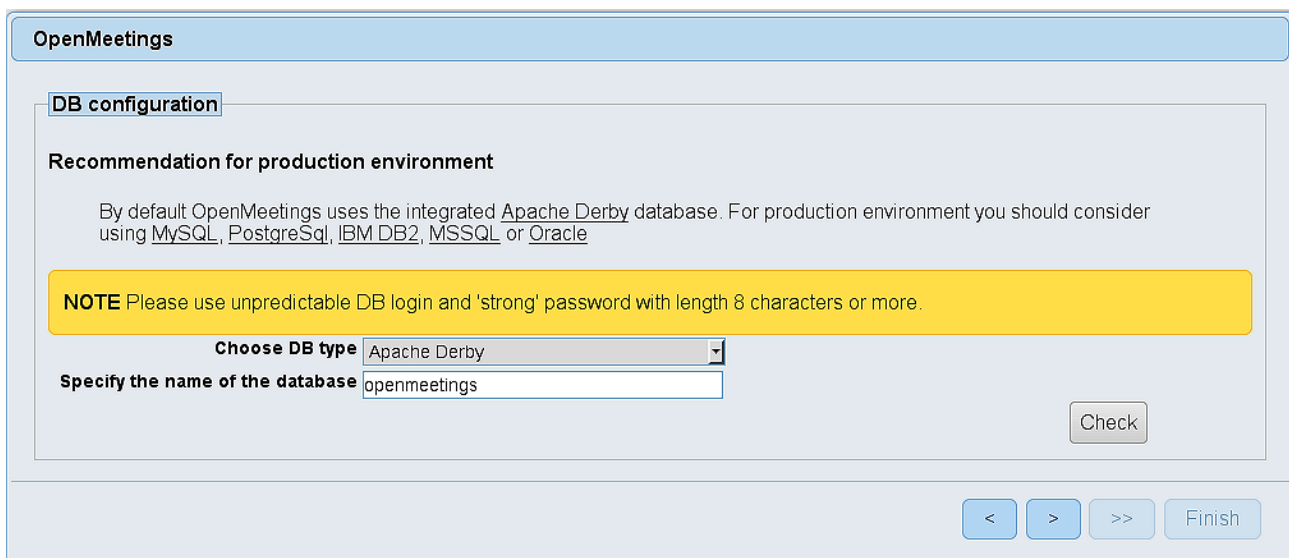 OpenMeetings
DB configuration
Recommendation for production environment
By default OpenMeetings uses the integrated Apache Derby database. For production environment you should consider
using MySQL, PostgreSql, IBM DB2, MSSQL or Oracle
NOTE Please use unpredictable DB login and 'strong' password with length 8 characters or more.
Choose DB type Apache Derby
Specify the name of the database openmeetings
Check
< > >> Finish